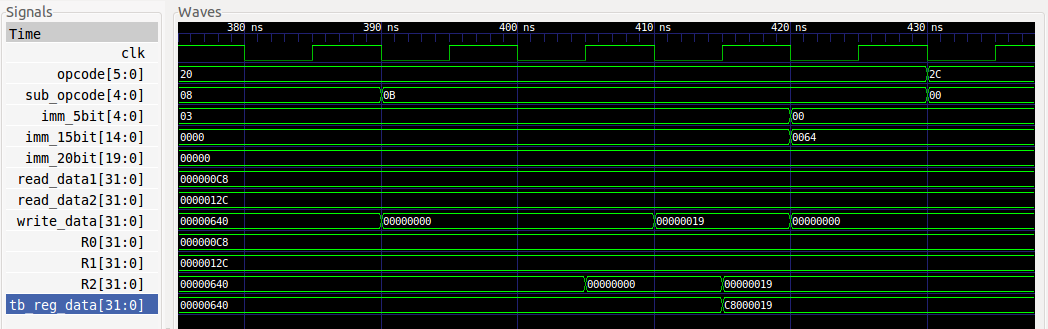 Signals Waves
Time 380 ns 390 ns 400 ns 410 ns 420 ns 430 ns
clk
opcode[5:0] 20 2C
sub_opcode[4:0] 08 0B 00
imm_5bit[4:0] 03 00
imm_15bit[14:0] 0000 0064
imm_20bit[19:0] 00000
read_data1[31:0] 000000C8
read_data2[31:0] 0000012C
write_data[31:0] 00000640 00000000 00000019 00000000
R0[31:0] 000000C8
R1[31:0] 0000012C
R2[31:0] 00000640 00000000 00000019
tb_reg_data[31:0] 00000640 C8000019